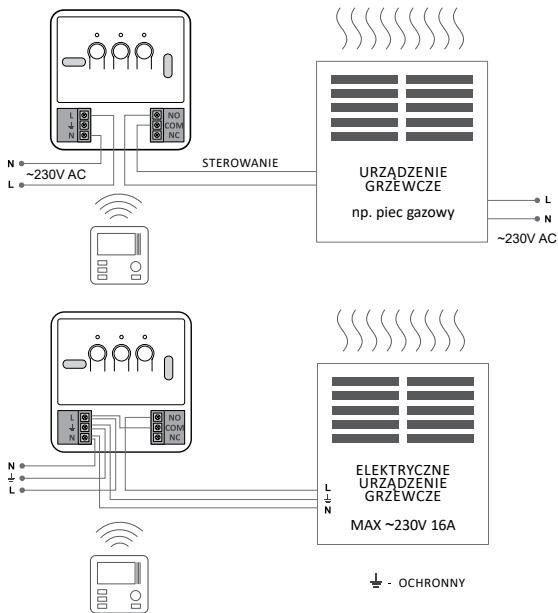 L NO
⏚ COM
N NC
N
~230V AC
L
STEROWANIE
URZĄDZENIE
GRZEWCZE
np. piec gazowy
L
N
~230V AC
L NO
⏚ COM
N NC
N
⏚
L
L
⏚
N
ELEKTRYCZNE
URZĄDZENIE
GRZEWCZE
MAX ~230V 16A
⏚ - OCHRONNY